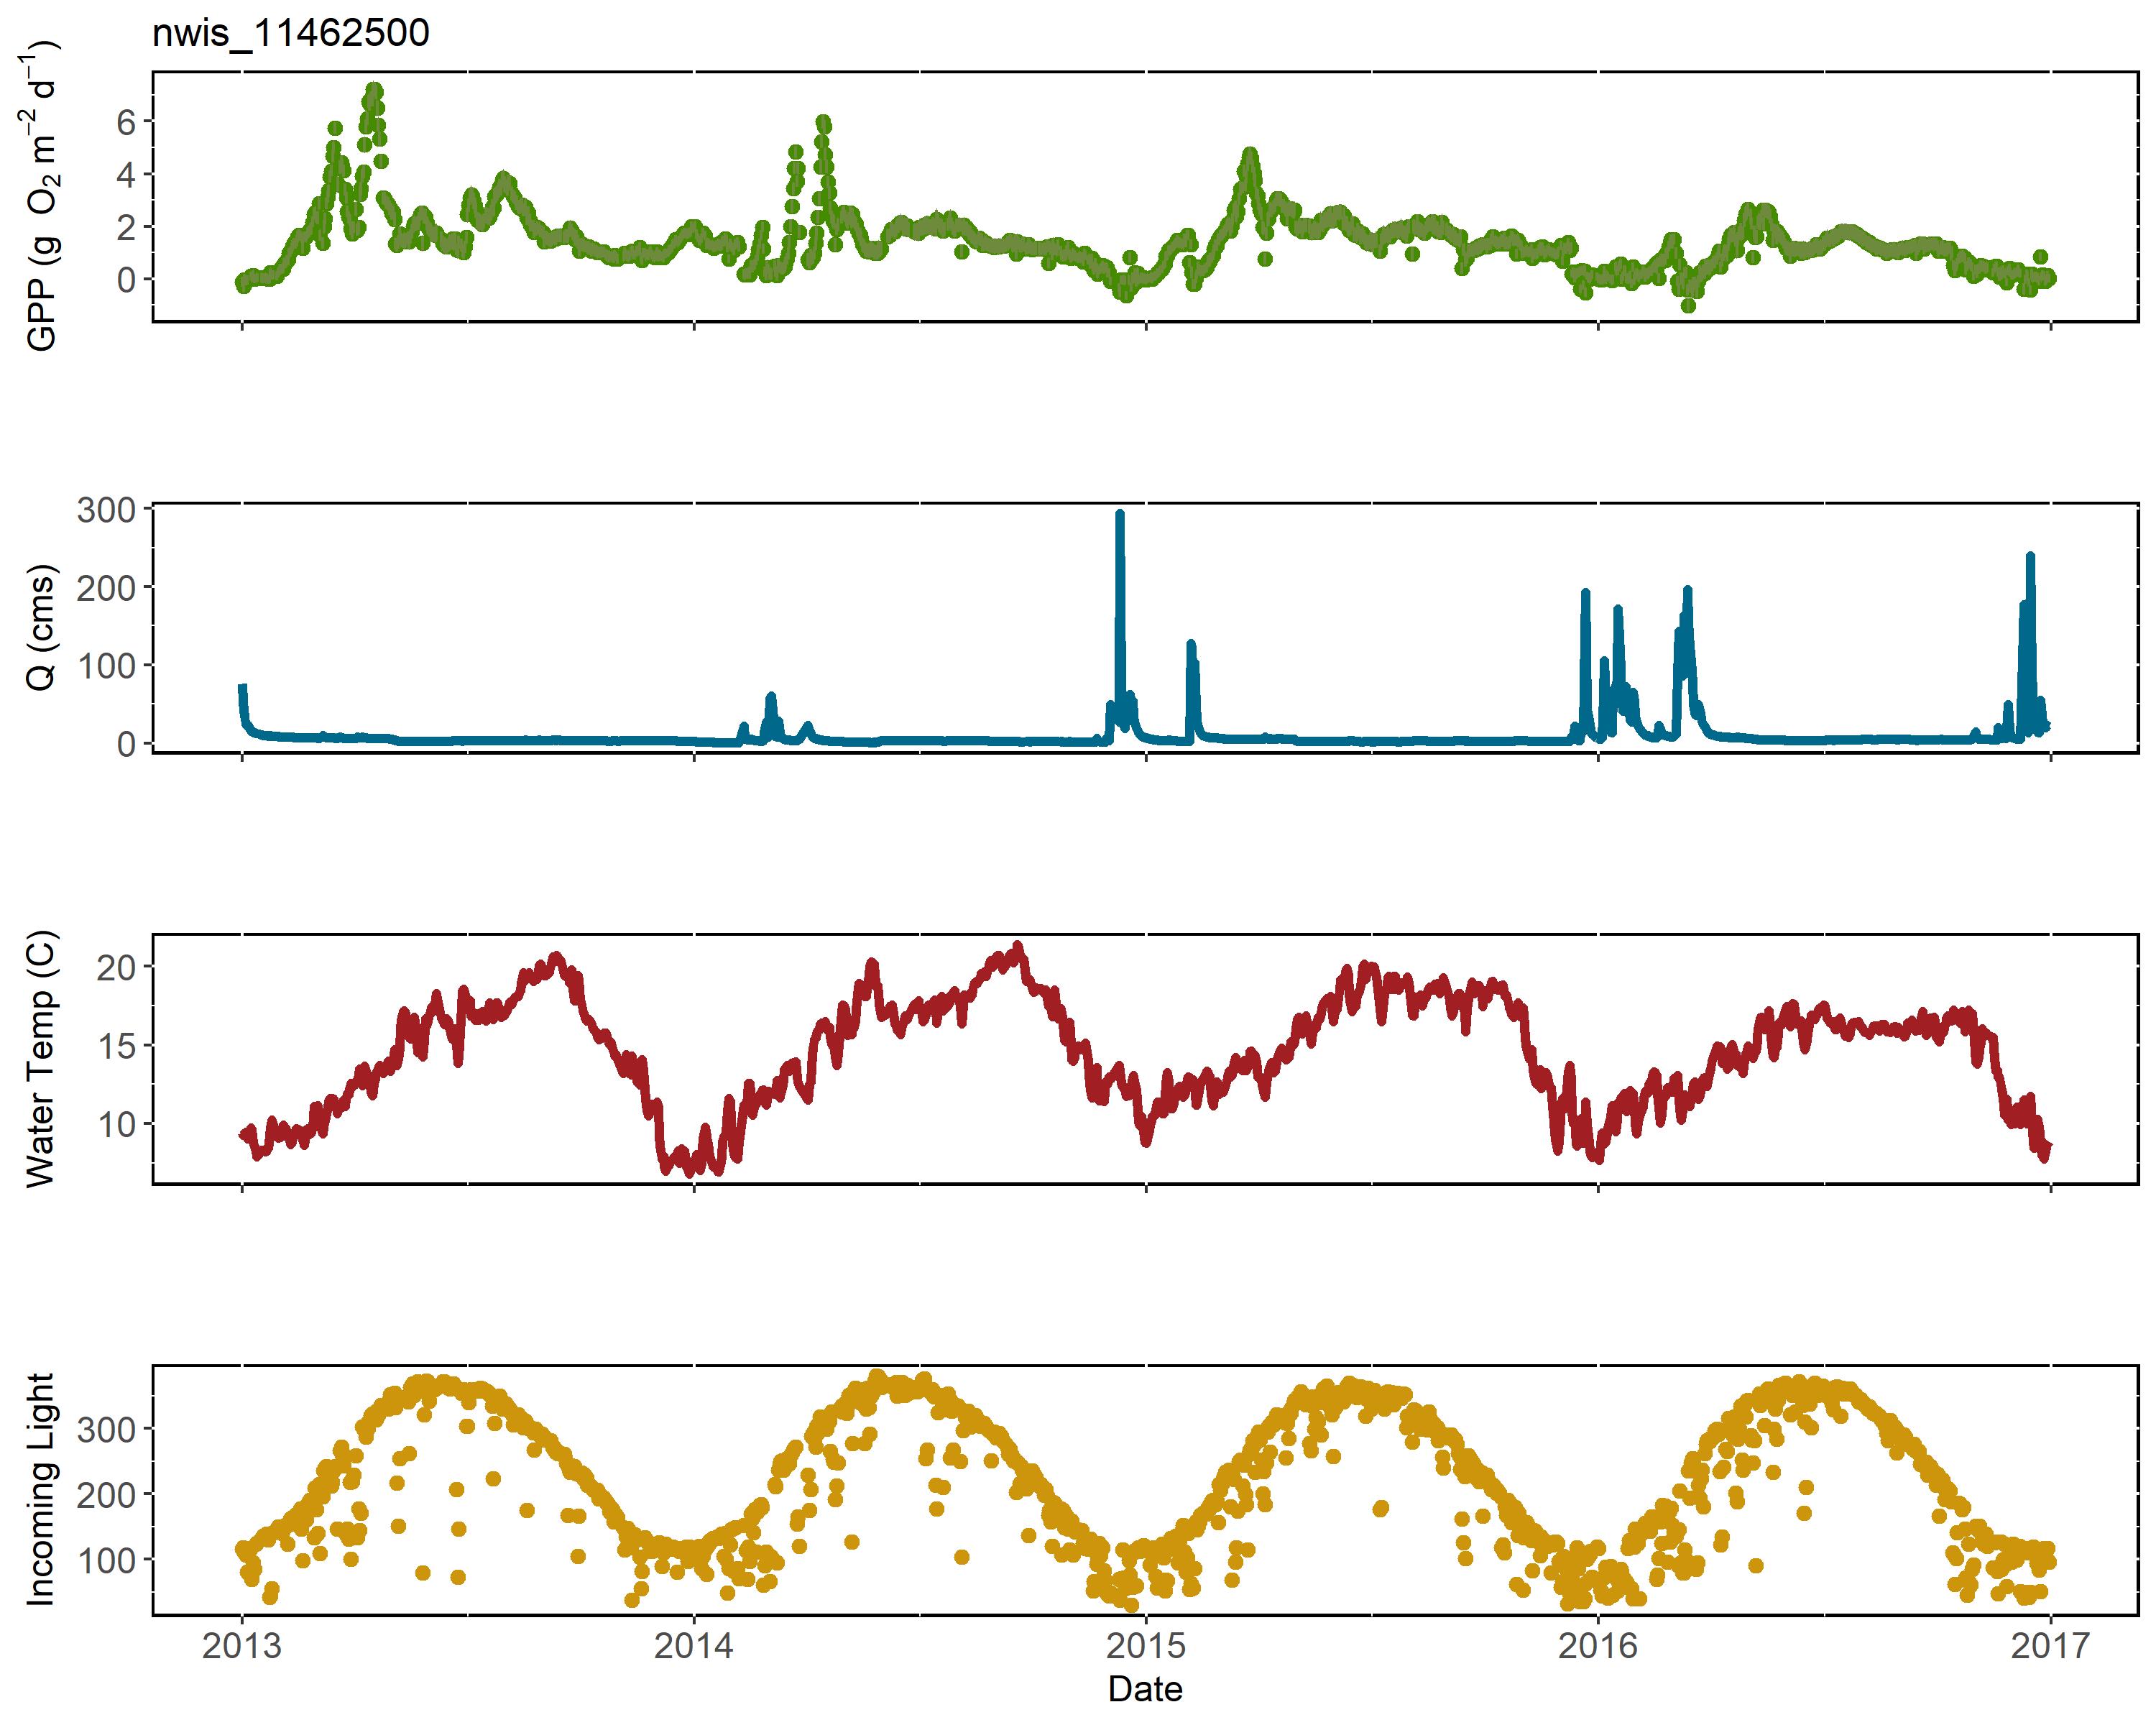 nwis_11462500
GPP (g O₂ m⁻² d⁻¹)
6
4
2
0
Q (cms)
300
200
100
0
Water Temp (C)
20
15
10
Incoming Light
300
200
100
2013 2014 2015 2016 2017
Date